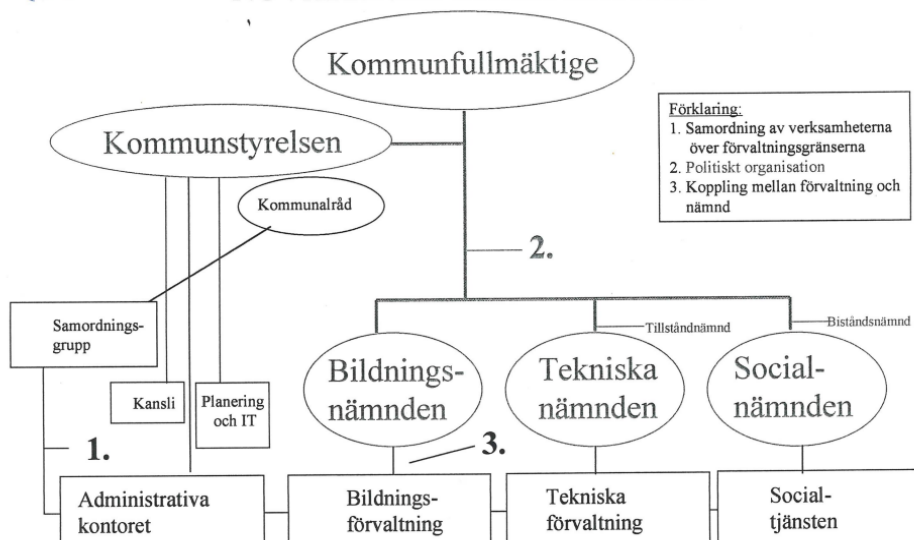 Kommunfullmäktige
Kommunstyrelsen
Kommunalråd
Förklaring:
1. Samordning av verksamheterna
över förvaltningsgränserna
2. Politiskt organisation
3. Koppling mellan förvaltning och
nämnd
2.
Samordnings-
grupp
Kansli
Planering
och IT
Tillståndnämnd
Biståndsnämnd
Bildnings-
nämnden
Tekniska
nämnden
Social-
nämnden
1.
3.
Administrativa
kontoret
Bildnings-
förvaltning
Tekniska
förvaltning
Social-
tjänsten